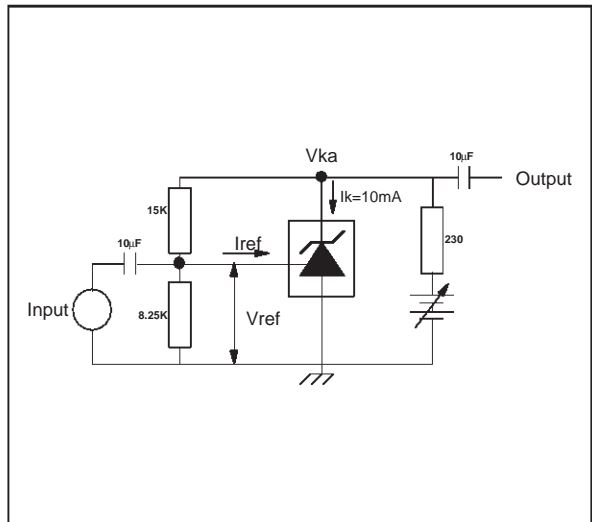 Vka
10µF
Output
Ik=10mA
15K
Iref
230
10µF
Input
8.25K
Vref